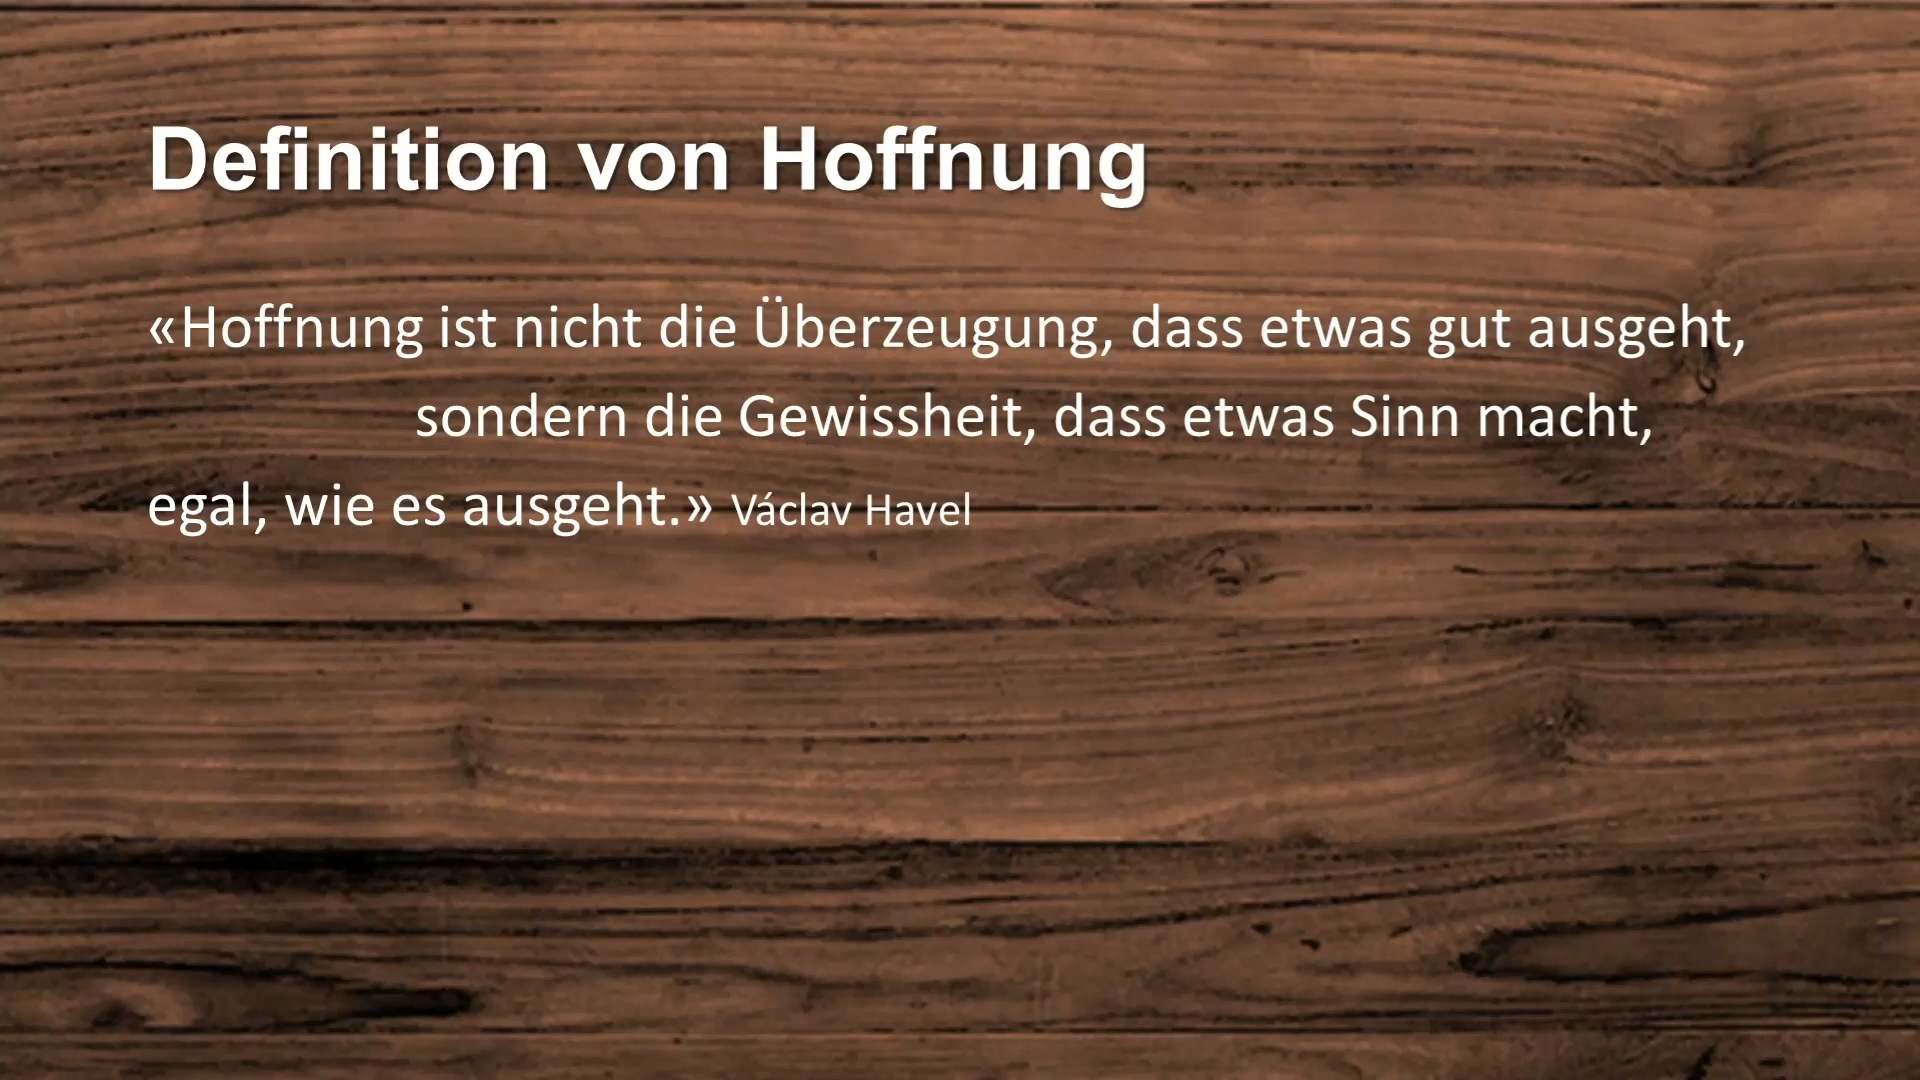 Definition von Hoffnung
«Hoffnung ist nicht die Überzeugung, dass etwas gut ausgeht,
sondern die Gewissheit, dass etwas Sinn macht,
egal, wie es ausgeht.» Václav Havel